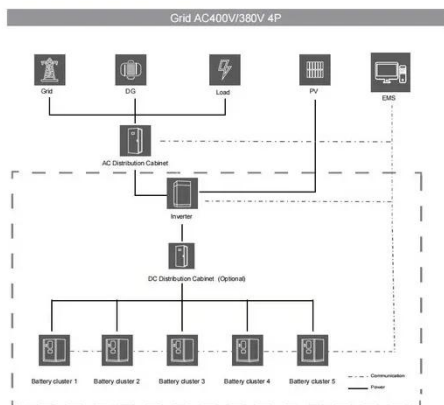 Grid AC400V/380V 4P
Grid
DG
Load
PV
EMS
AC Distribution Cabinet
Inverter
DC Distribution Cabinet (Optional)
Battery cluster 1
Battery cluster 2
Battery cluster 3
Battery cluster 4
Battery cluster 5
Communication
Power